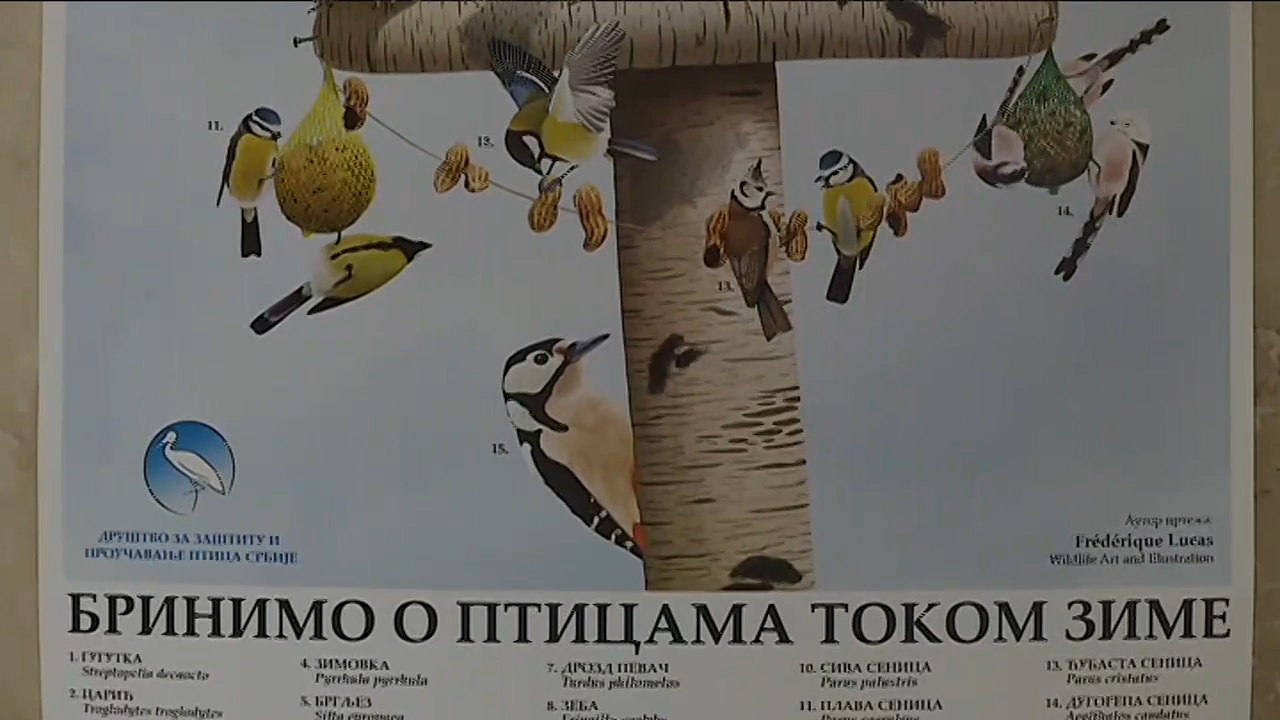 11.
12.
13.
14.
15.
ДРУШТВО ЗА ЗАШТИТУ И
ПРОУЧАВАЊЕ ПТИЦА СРБИЈЕ
Аутор цртежа
Frédérique Lucas
Wildlife Art and Illustration
БРИНИМО О ПТИЦАМА ТОКОМ ЗИМЕ
1. ГУГУТКА
Streptopelia decaocto
2. ЦАРИЋ
Troglodytes troglodytes
4. ЗИМОВКА
Pyrrhula pyrrhula
5. БРГЉЕЗ
Sitta europaea
7. ДРОЗД ПЕВАЧ
Turdus philomelos
8. ЗЕБА
10. СИВА СЕНИЦА
Parus palustris
11. ПЛАВА СЕНИЦА
13. ЋУБАСТА СЕНИЦА
Parus cristatus
14. ДУГОРЕПА СЕНИЦА
Aegithalos caudatus